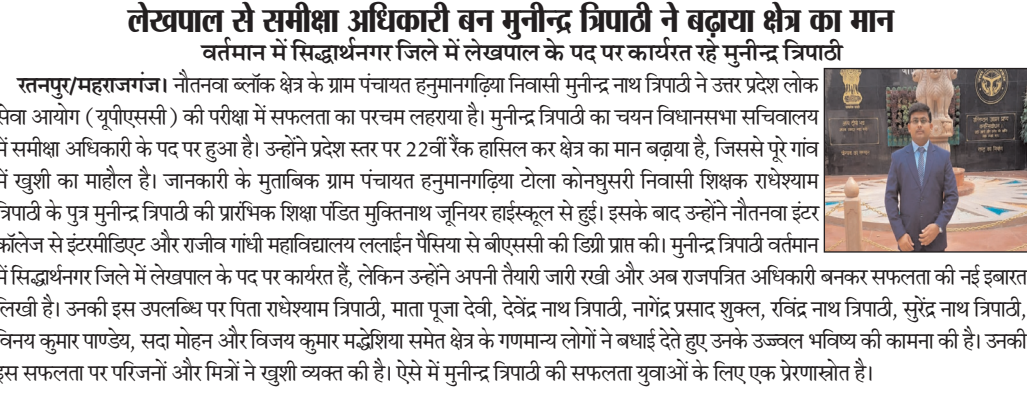 लेखपाल से समीक्षा अधिकारी बन मुनीन्द्र त्रिपाठी ने बढ़ाया क्षेत्र का मान
वर्तमान में सिद्धार्थनगर जिले में लेखपाल के पद पर कार्यरत रहे मुनीन्द्र त्रिपाठी
रतनपुर/महराजगंज। नौतनवा ब्लॉक क्षेत्र के ग्राम पंचायत हनुमानगढ़िया निवासी मुनीन्द्र नाथ त्रिपाठी ने उत्तर प्रदेश लोक
सेवा आयोग (यूपीएससी) की परीक्षा में सफलता का परचम लहराया है। मुनीन्द्र त्रिपाठी का चयन विधानसभा सचिवालय
में समीक्षा अधिकारी के पद पर हुआ है। उन्होंने प्रदेश स्तर पर 22वीं रैंक हासिल कर क्षेत्र का मान बढ़ाया है, जिससे पूरे गांव
में खुशी का माहौल है। जानकारी के मुताबिक ग्राम पंचायत हनुमानगढ़िया टोला कोनघुसरी निवासी शिक्षक राधेश्याम
त्रिपाठी के पुत्र मुनीन्द्र त्रिपाठी की प्रारंभिक शिक्षा पंडित मुक्तिनाथ जूनियर हाईस्कूल से हुई। इसके बाद उन्होंने नौतनवा इंटर
कॉलेज से इंटरमीडिएट और राजीव गांधी महाविद्यालय ललाईन पैसिया से बीएससी की डिग्री प्राप्त की। मुनीन्द्र त्रिपाठी वर्तमान
में सिद्धार्थनगर जिले में लेखपाल के पद पर कार्यरत हैं, लेकिन उन्होंने अपनी तैयारी जारी रखी और अब राजपत्रित अधिकारी बनकर सफलता की नई इबारत
लिखी है। उनकी इस उपलब्धि पर पिता राधेश्याम त्रिपाठी, माता पूजा देवी, देवेंद्र नाथ त्रिपाठी, नागेंद्र प्रसाद शुक्ल, रविंद्र नाथ त्रिपाठी, सुरेंद्र नाथ त्रिपाठी,
विनय कुमार पाण्डेय, सदा मोहन और विजय कुमार मद्धेशिया समेत क्षेत्र के गणमान्य लोगों ने बधाई देते हुए उनके उज्ज्वल भविष्य की कामना की है। उनकी
इस सफलता पर परिजनों और मित्रों ने खुशी व्यक्त की है। ऐसे में मुनीन्द्र त्रिपाठी की सफलता युवाओं के लिए एक प्रेरणास्रोत है।